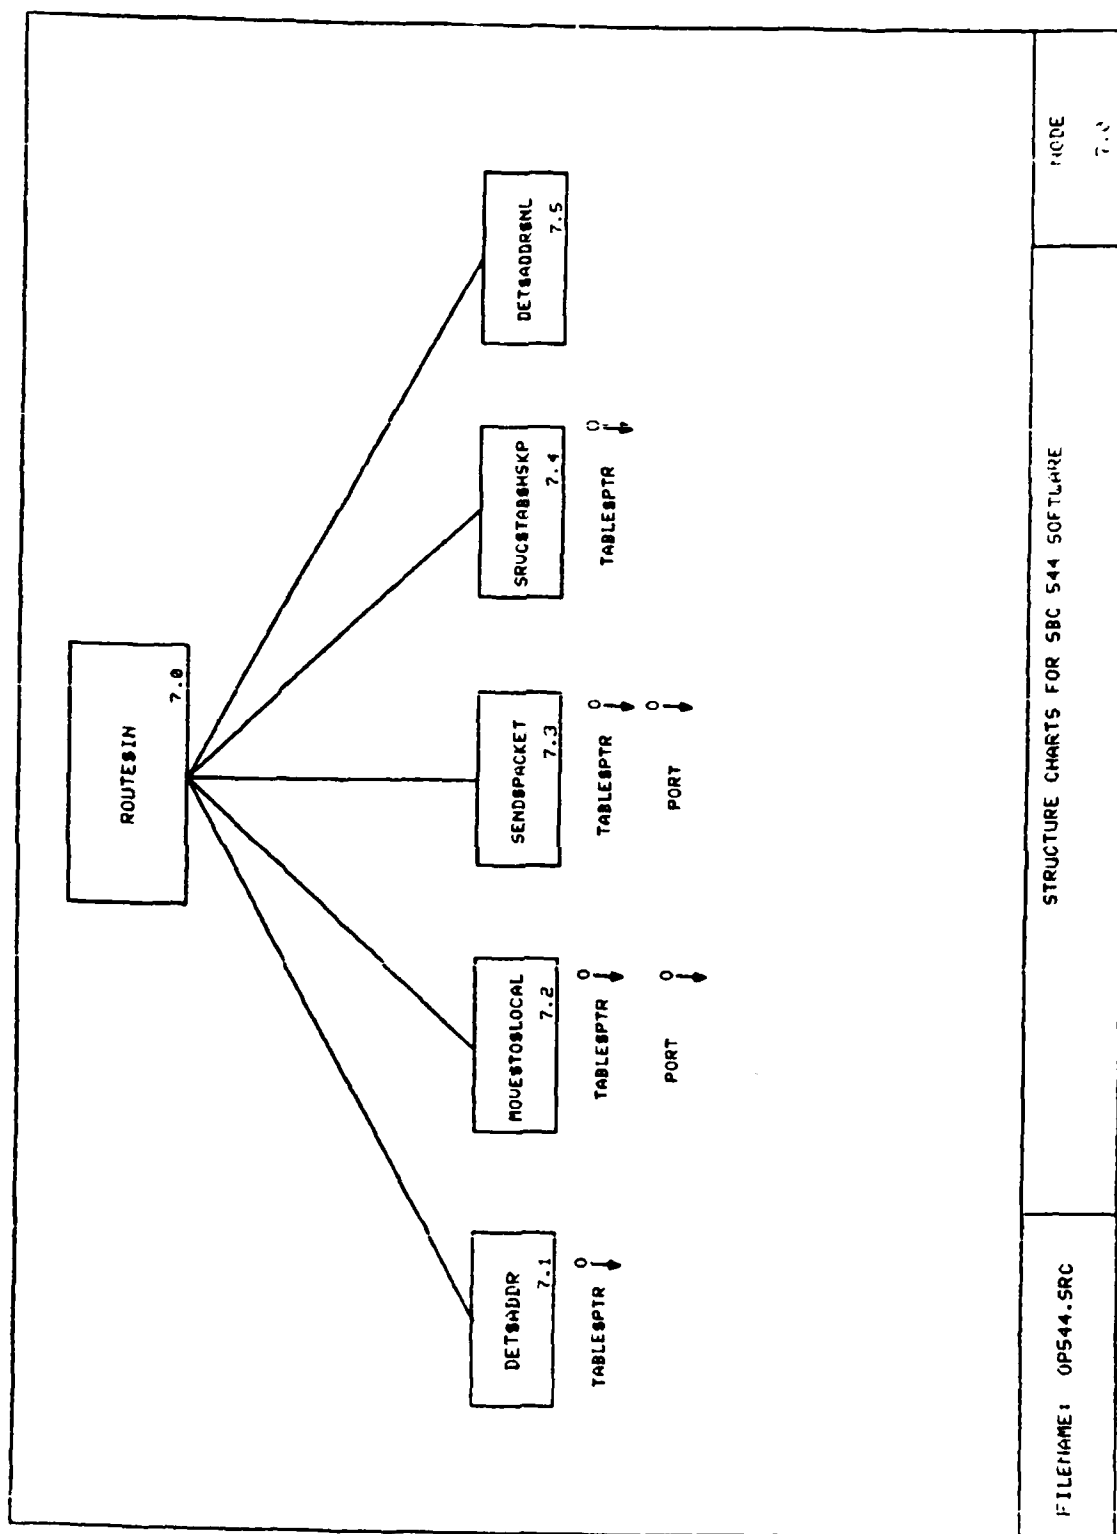 ROUTE$IN
7.0
DET$ADDR
7.1
MOVE$TO$LOCAL
7.2
SEND$PACKET
7.3
SRVC$TAB$HSKP
7.4
DET$ADDR$NL
7.5
TABLE$PTR
TABLE$PTR
TABLE$PTR
TABLE$PTR
PORT
PORT
FILENAME: OP544.SRC
STRUCTURE CHARTS FOR SBC 544 SOFTWARE
NODE